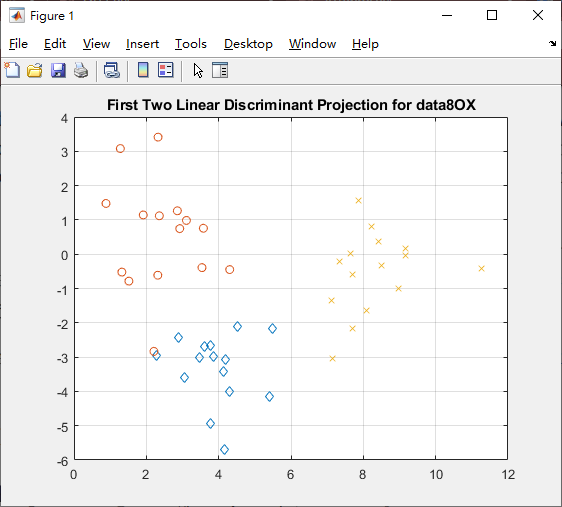 Figure 1
File Edit View Insert Tools Desktop Window Help
First Two Linear Discriminant Projection for data8OX
4
3
2
1
0
-1
-2
-3
-4
-5
-6
0 2 4 6 8 10 12